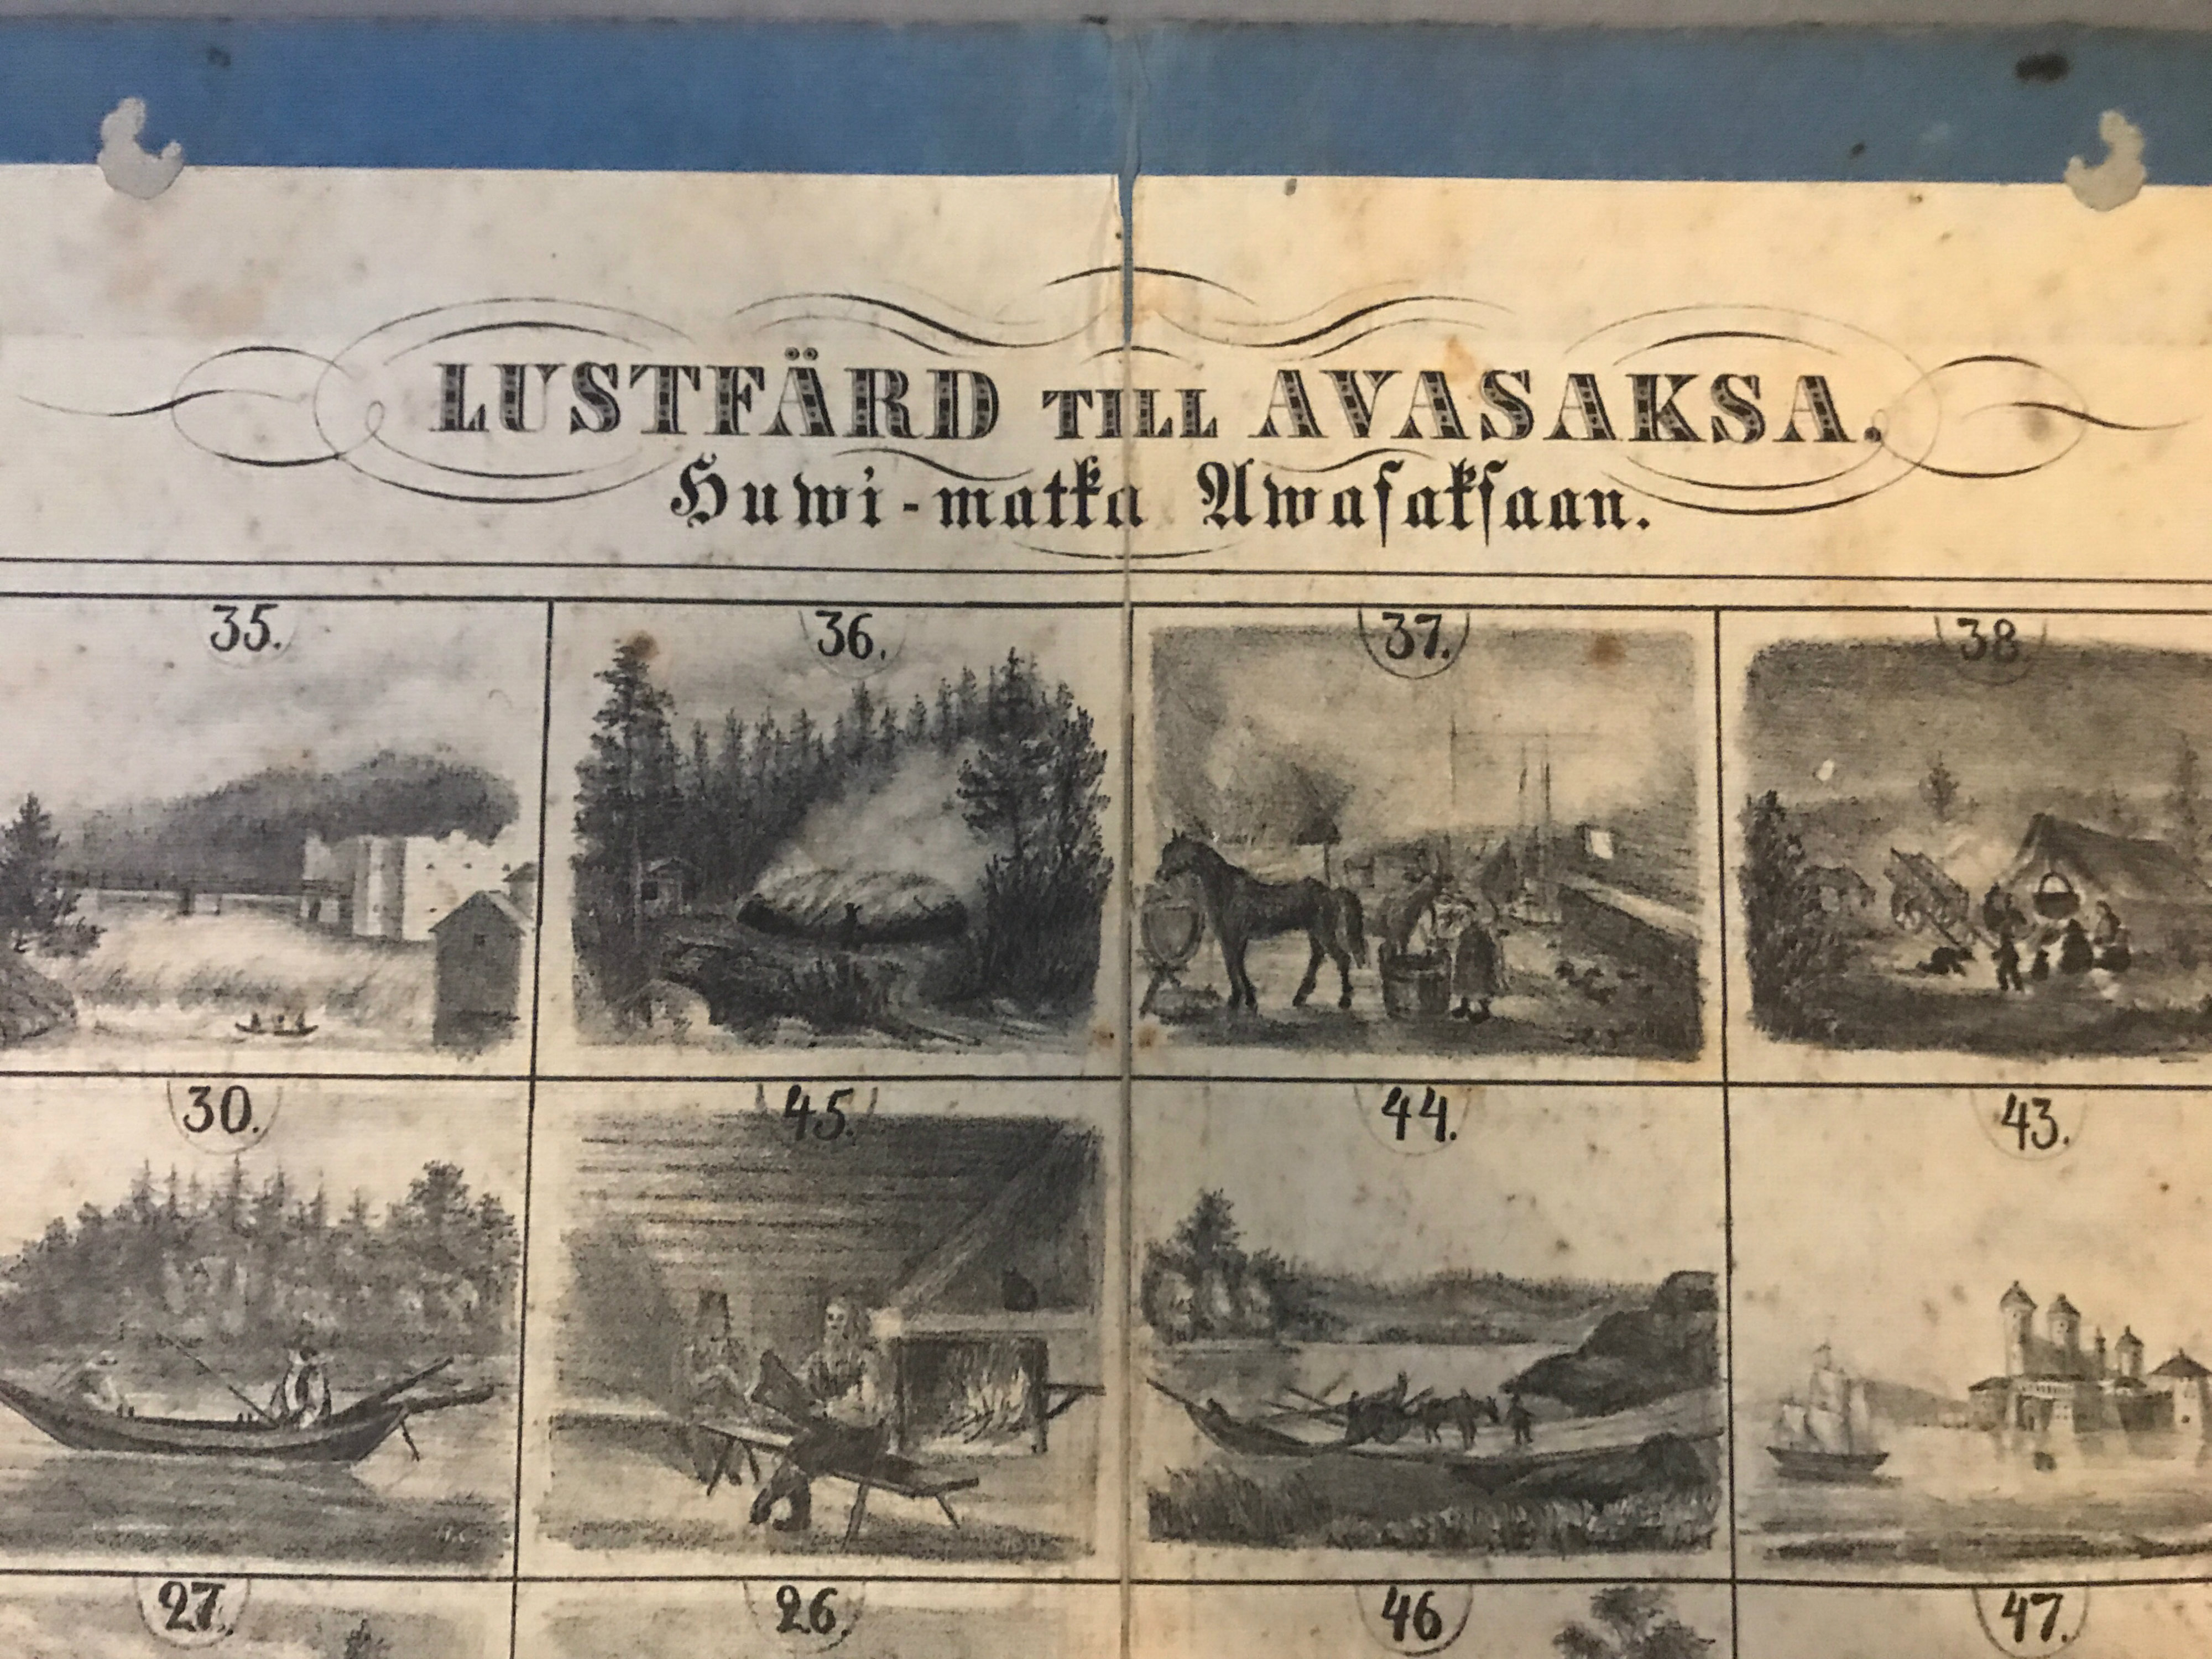 LUSTFÄRD TILL AVASAKSA.
Huwi-matka Awaſakſaan.
35. 36. 37. 38
30. 45. 44. 43.
27. 26. 46 47.